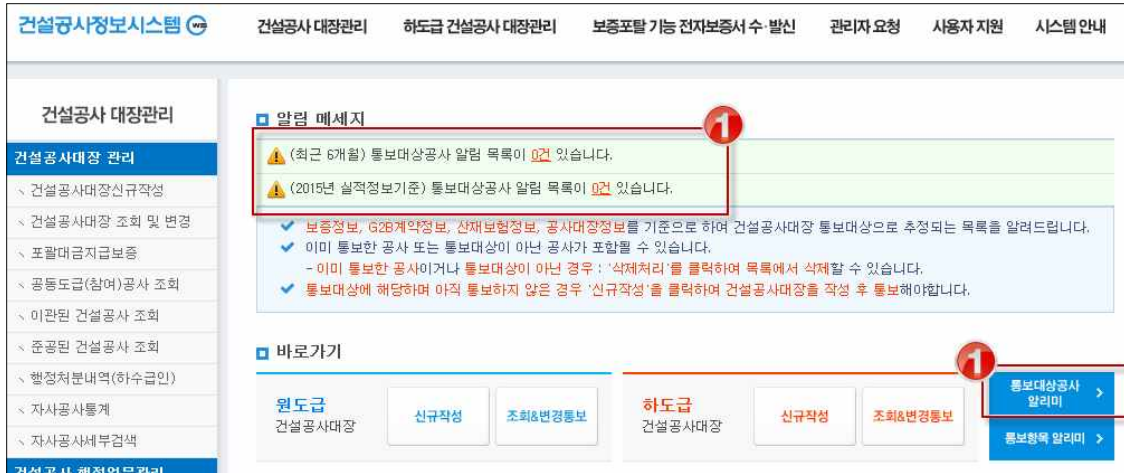 건설공사정보시스템 CWS
건설공사 대장관리 하도급 건설공사 대장관리 보증포탈 기능 전자보증서 수·발신 관리자 요청 사용자 지원 시스템 안내
건설공사 대장관리
건설공사대장 관리
건설공사대장신규작성
건설공사대장 조회 및 변경
포괄대금지급보증
공동도급(참여)공사 조회
이관된 건설공사 조회
준공된 건설공사 조회
행정처분내역(하수급인)
자사공사통계
자사공사세부검색
건설공사 행정업무관리
알림 메세지
1
(최근 6개월) 통보대상공사 알림 목록이 0건 있습니다.
(2015년 실적정보기준) 통보대상공사 알림 목록이 0건 있습니다.
보증정보, G2B계약정보, 산재보험정보, 공사대장정보를 기준으로 하여 건설공사대장 통보대상으로 추정되는 목록을 알려드립니다.
이미 통보한 공사 또는 통보대상이 아닌 공사가 포함될 수 있습니다.
- 이미 통보한 공사이거나 통보대상이 아닌 경우 : '삭제처리'를 클릭하여 목록에서 삭제할 수 있습니다.
통보대상에 해당하며 아직 통보하지 않은 경우 '신규작성'을 클릭하여 건설공사대장을 작성 후 통보해야합니다.
바로가기
원도급
건설공사대장
신규작성
조회&변경통보
하도급
건설공사대장
신규작성
조회&변경통보
1
통보대상공사
알리미
통보항목 알리미